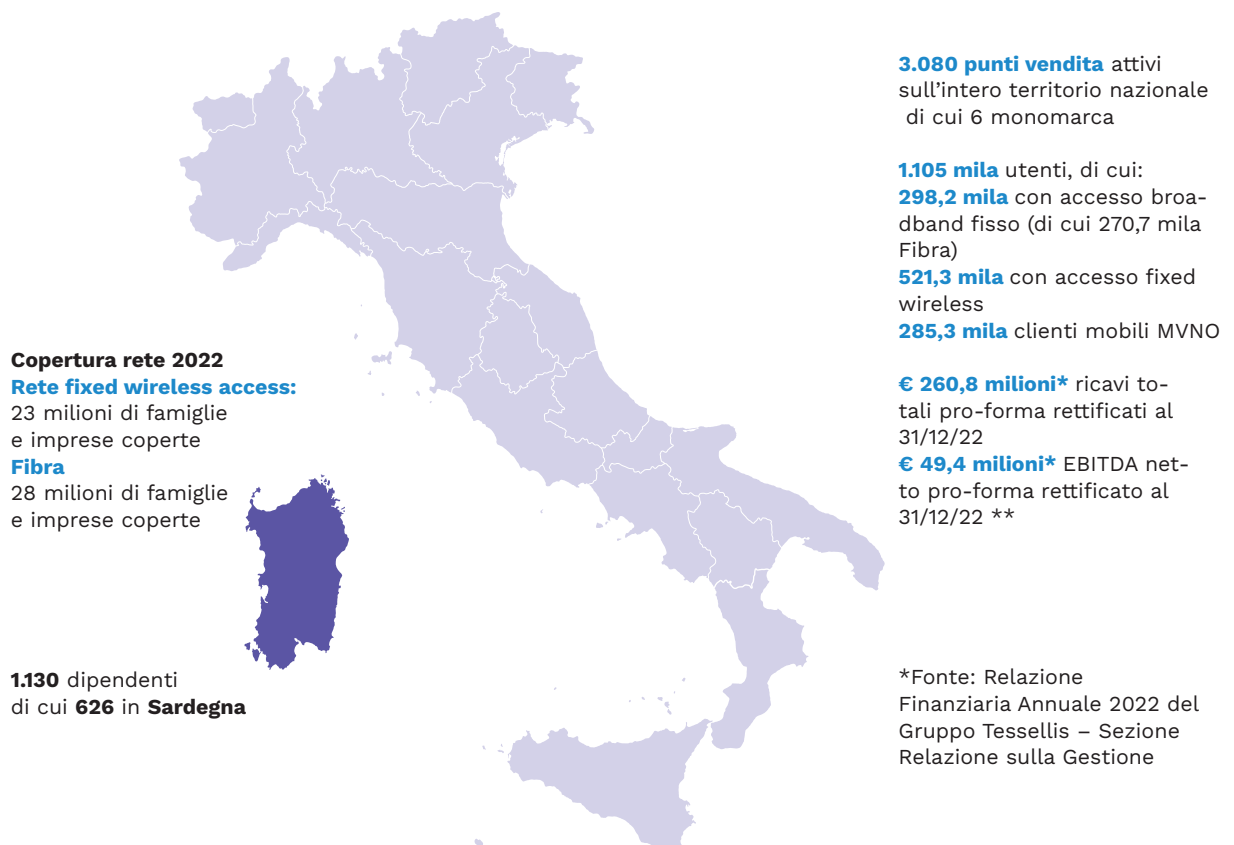 Copertura rete 2022
Rete fixed wireless access:
23 milioni di famiglie
e imprese coperte
Fibra
28 milioni di famiglie
e imprese coperte
1.130 dipendenti
di cui 626 in Sardegna
3.080 punti vendita attivi
sull’intero territorio nazionale
di cui 6 monomarca
1.105 mila utenti, di cui:
298,2 mila con accesso broa-
dband fisso (di cui 270,7 mila
Fibra)
521,3 mila con accesso fixed
wireless
285,3 mila clienti mobili MVNO
€ 260,8 milioni* ricavi to-
tali pro-forma rettificati al
31/12/22
€ 49,4 milioni* EBITDA net-
to pro-forma rettificato al
31/12/22 **
*Fonte: Relazione
Finanziaria Annuale 2022 del
Gruppo Tessellis – Sezione
Relazione sulla Gestione